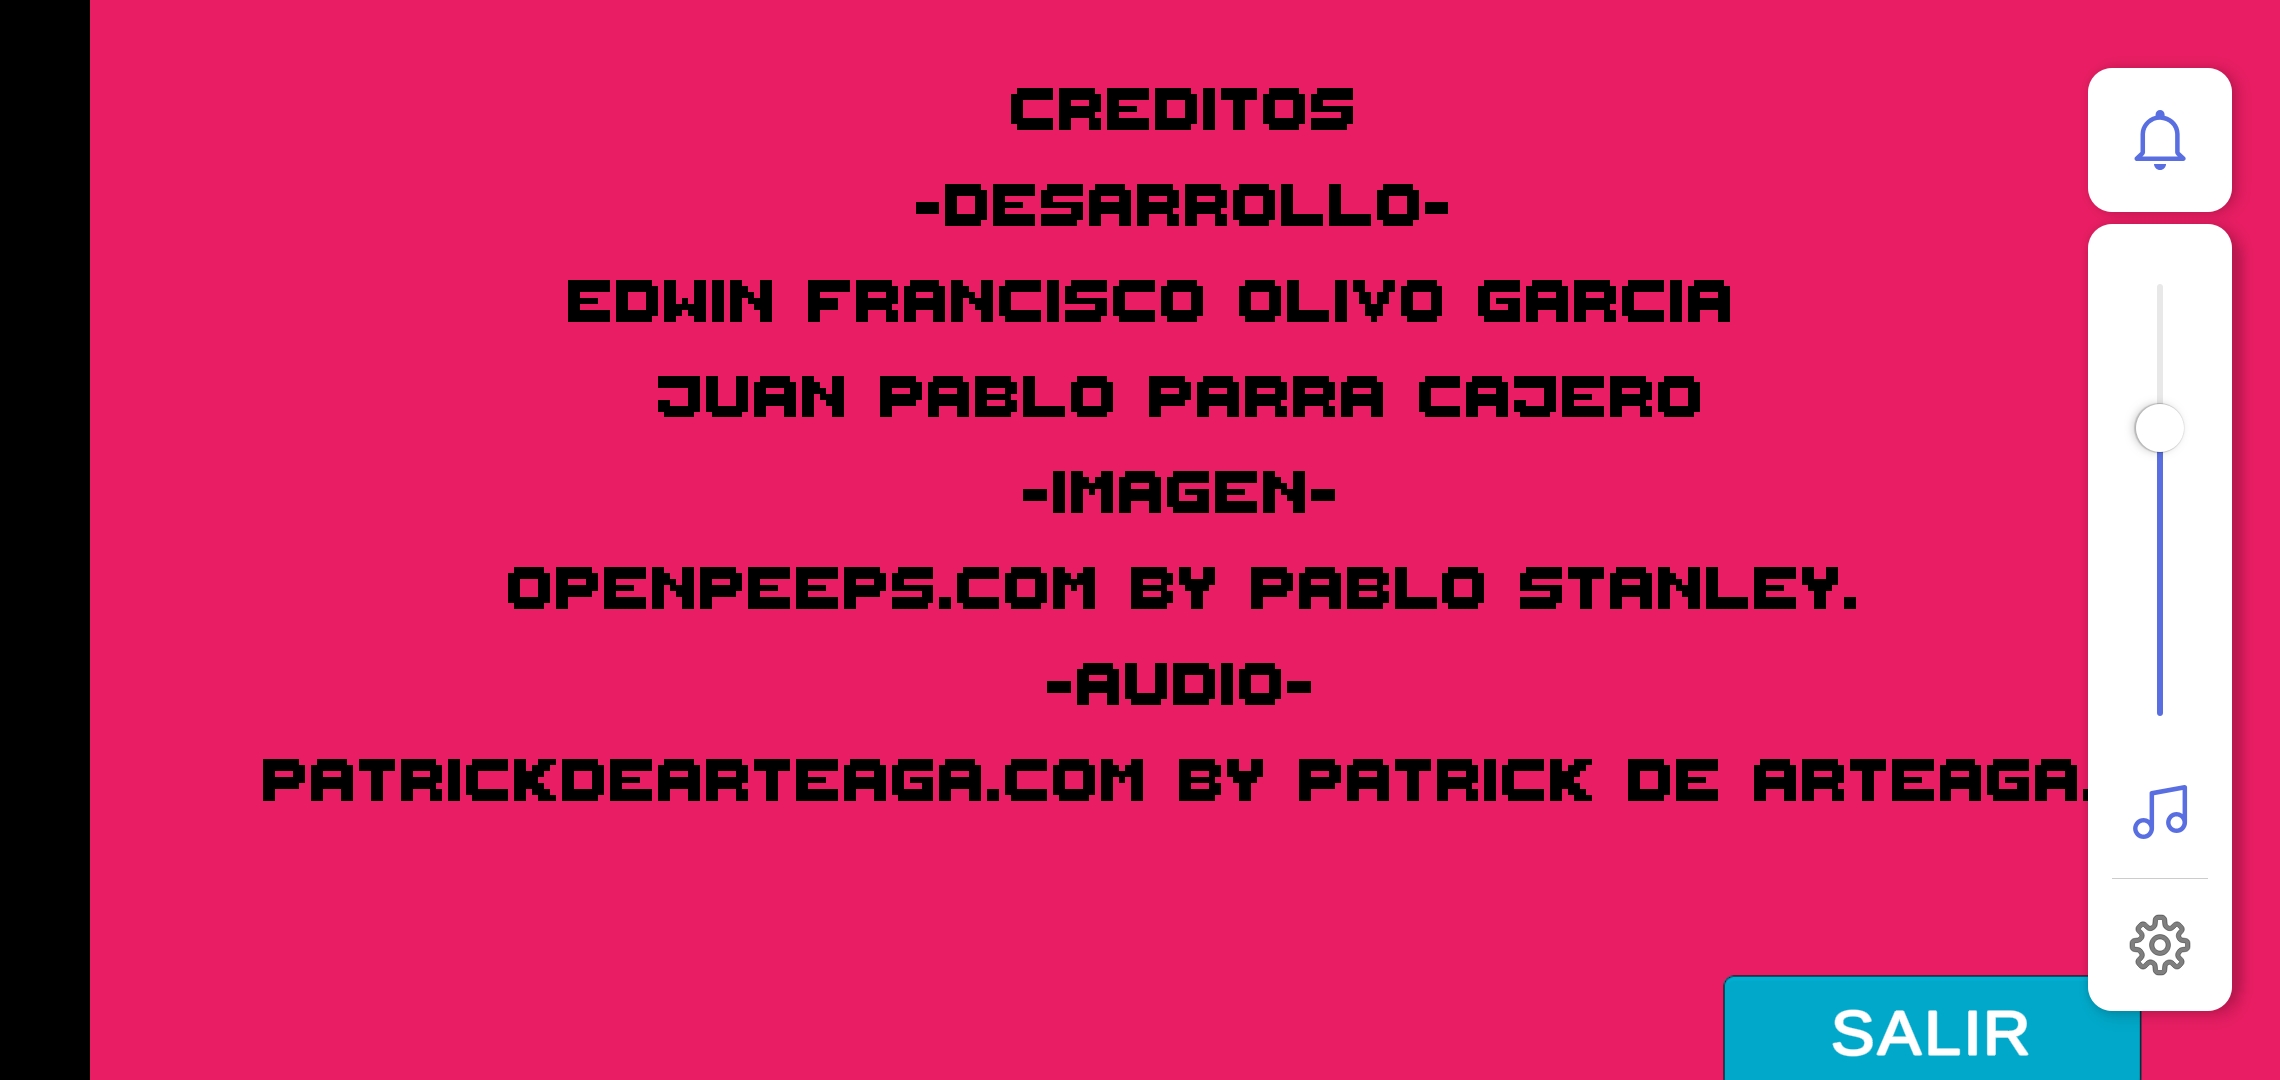 CREDITOS
-DESARROLLO-
EDWIN FRANCISCO OLIVO GARCIA
JUAN PABLO PARRA CAJERO
-IMAGEN-
OPENPEEPS.COM BY PABLO STANLEY.
-AUDIO-
PATRICKDEARTEAGA.COM BY PATRICK DE ARTEAGA.
SALIR